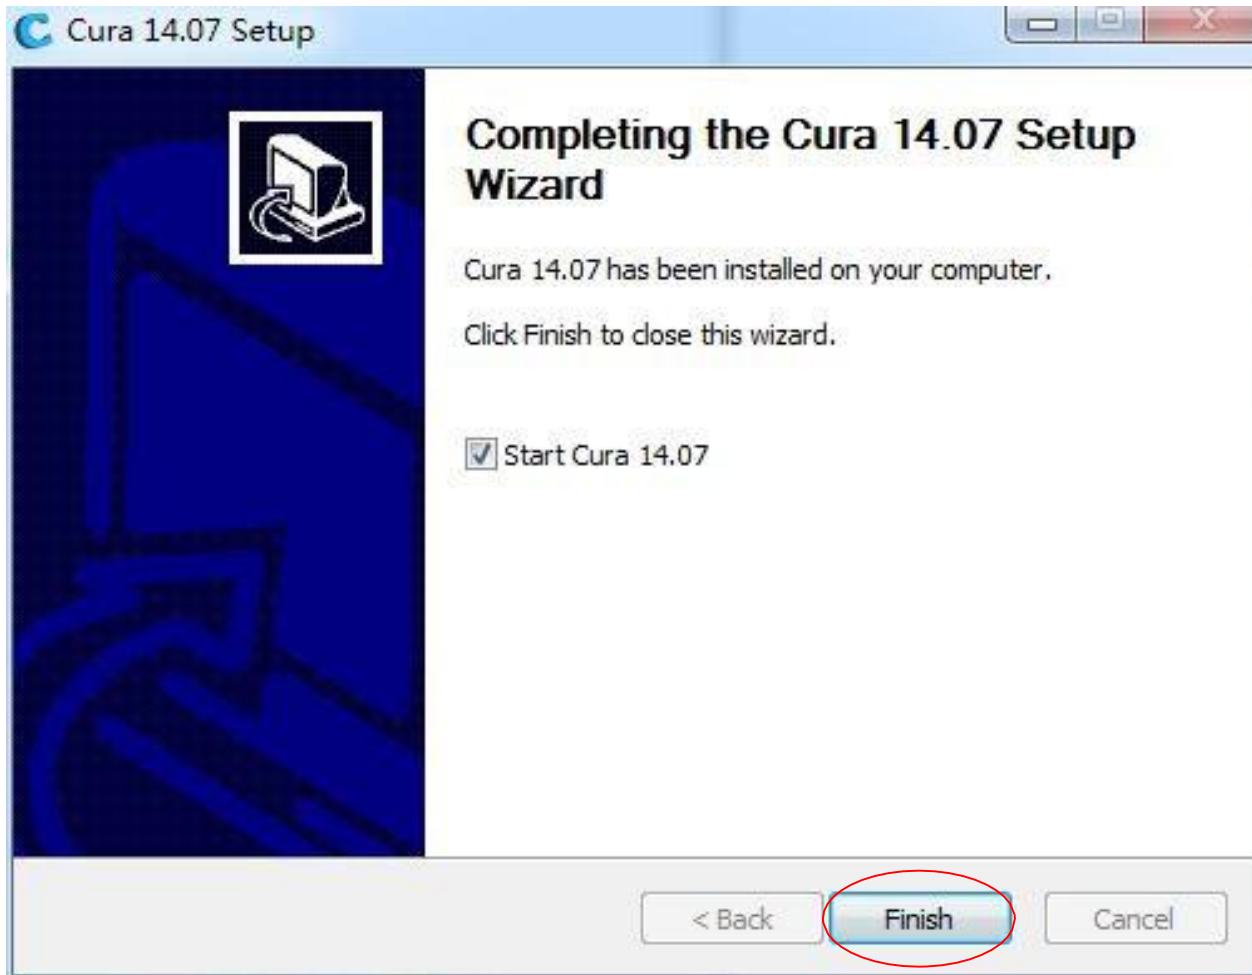 Cura 14.07 Setup
Completing the Cura 14.07 Setup
Wizard
Cura 14.07 has been installed on your computer.
Click Finish to close this wizard.
Start Cura 14.07
< Back Finish Cancel